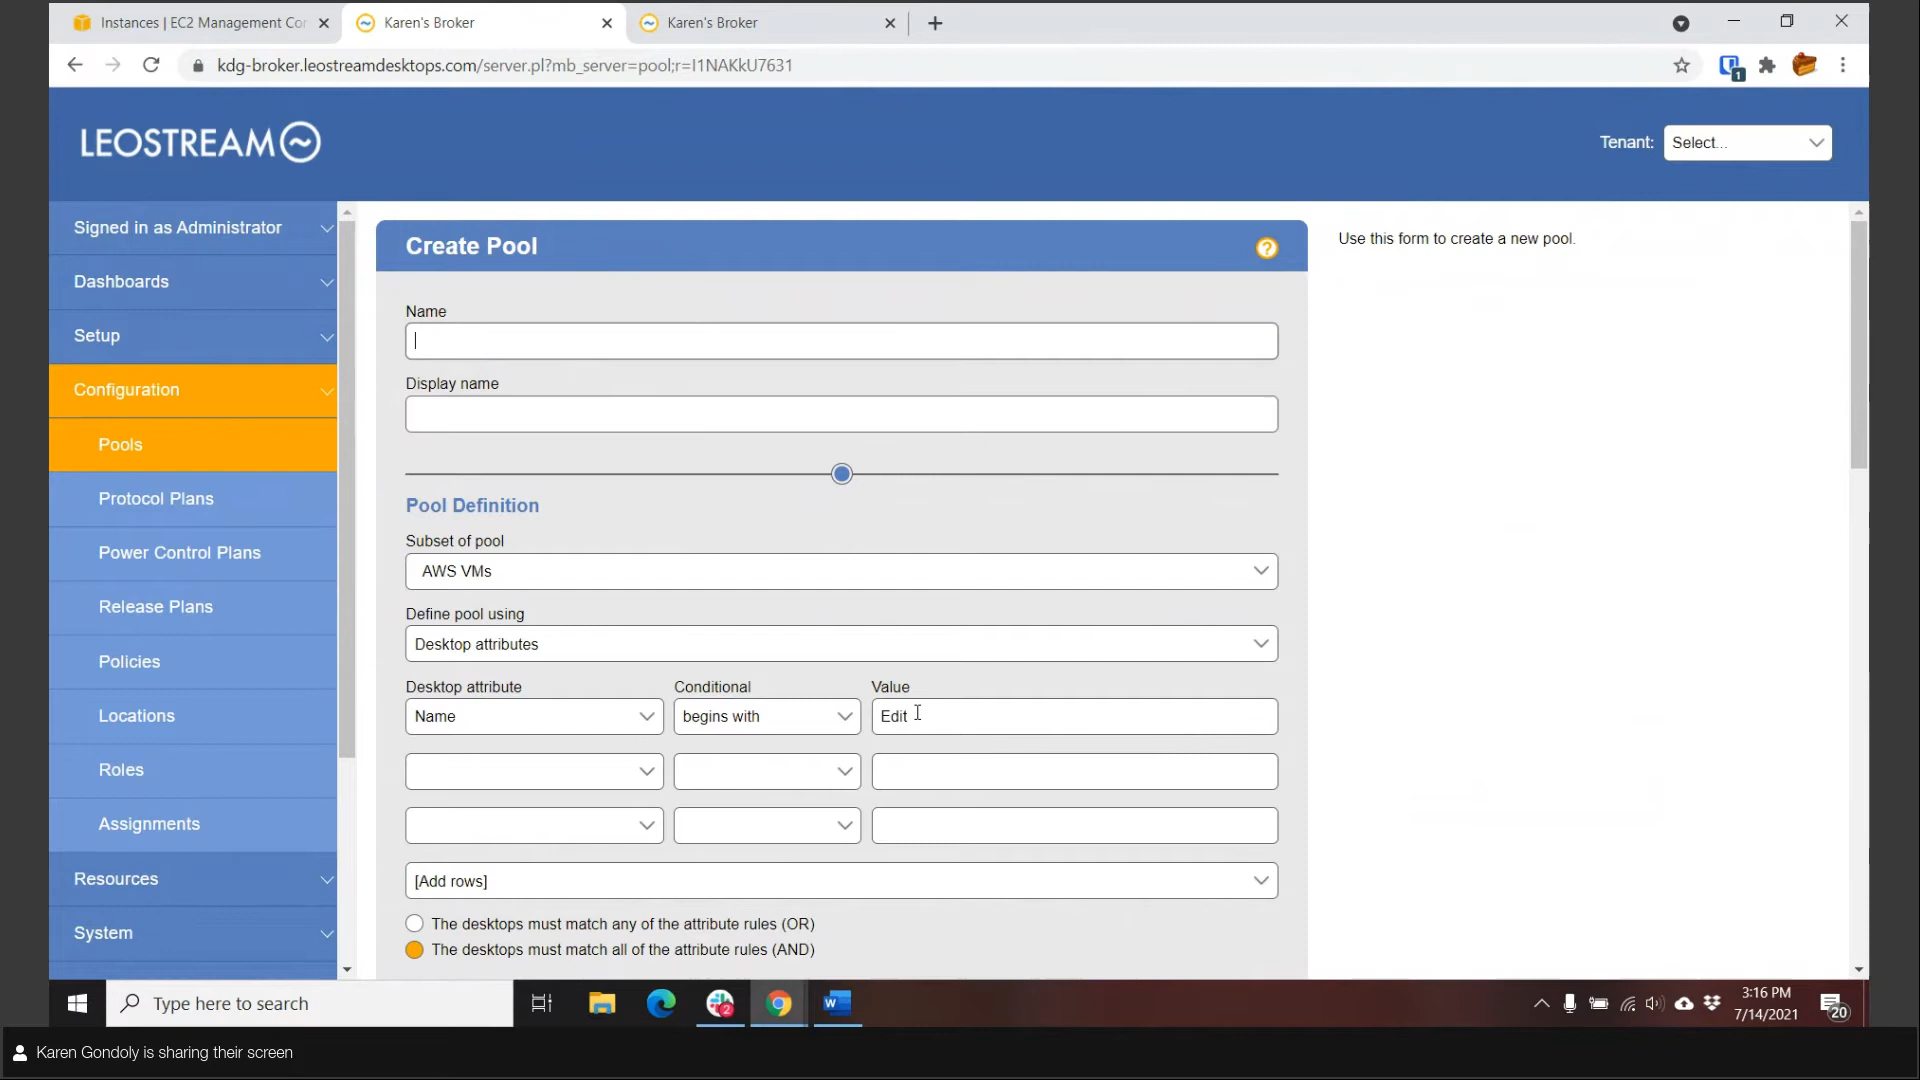 Instances | EC2 Management Cor
Karen's Broker
Karen's Broker
kdg-broker.leostreamdesktops.com/server.pl?mb_server=pool;r=I1NAKkU7631
1
LEOSTREAM
Tenant: Select...
Signed in as Administrator
Dashboards
Setup
Configuration
Pools
Protocol Plans
Power Control Plans
Release Plans
Policies
Locations
Roles
Assignments
Resources
System
Create Pool
?
Use this form to create a new pool.
Name
Display name
Pool Definition
Subset of pool
AWS VMs
Define pool using
Desktop attributes
Desktop attribute Conditional Value
Name begins with Edit
[Add rows]
The desktops must match any of the attribute rules (OR)
The desktops must match all of the attribute rules (AND)
Type here to search
2
W
3:16 PM
7/14/2021
20
Karen Gondoly is sharing their screen